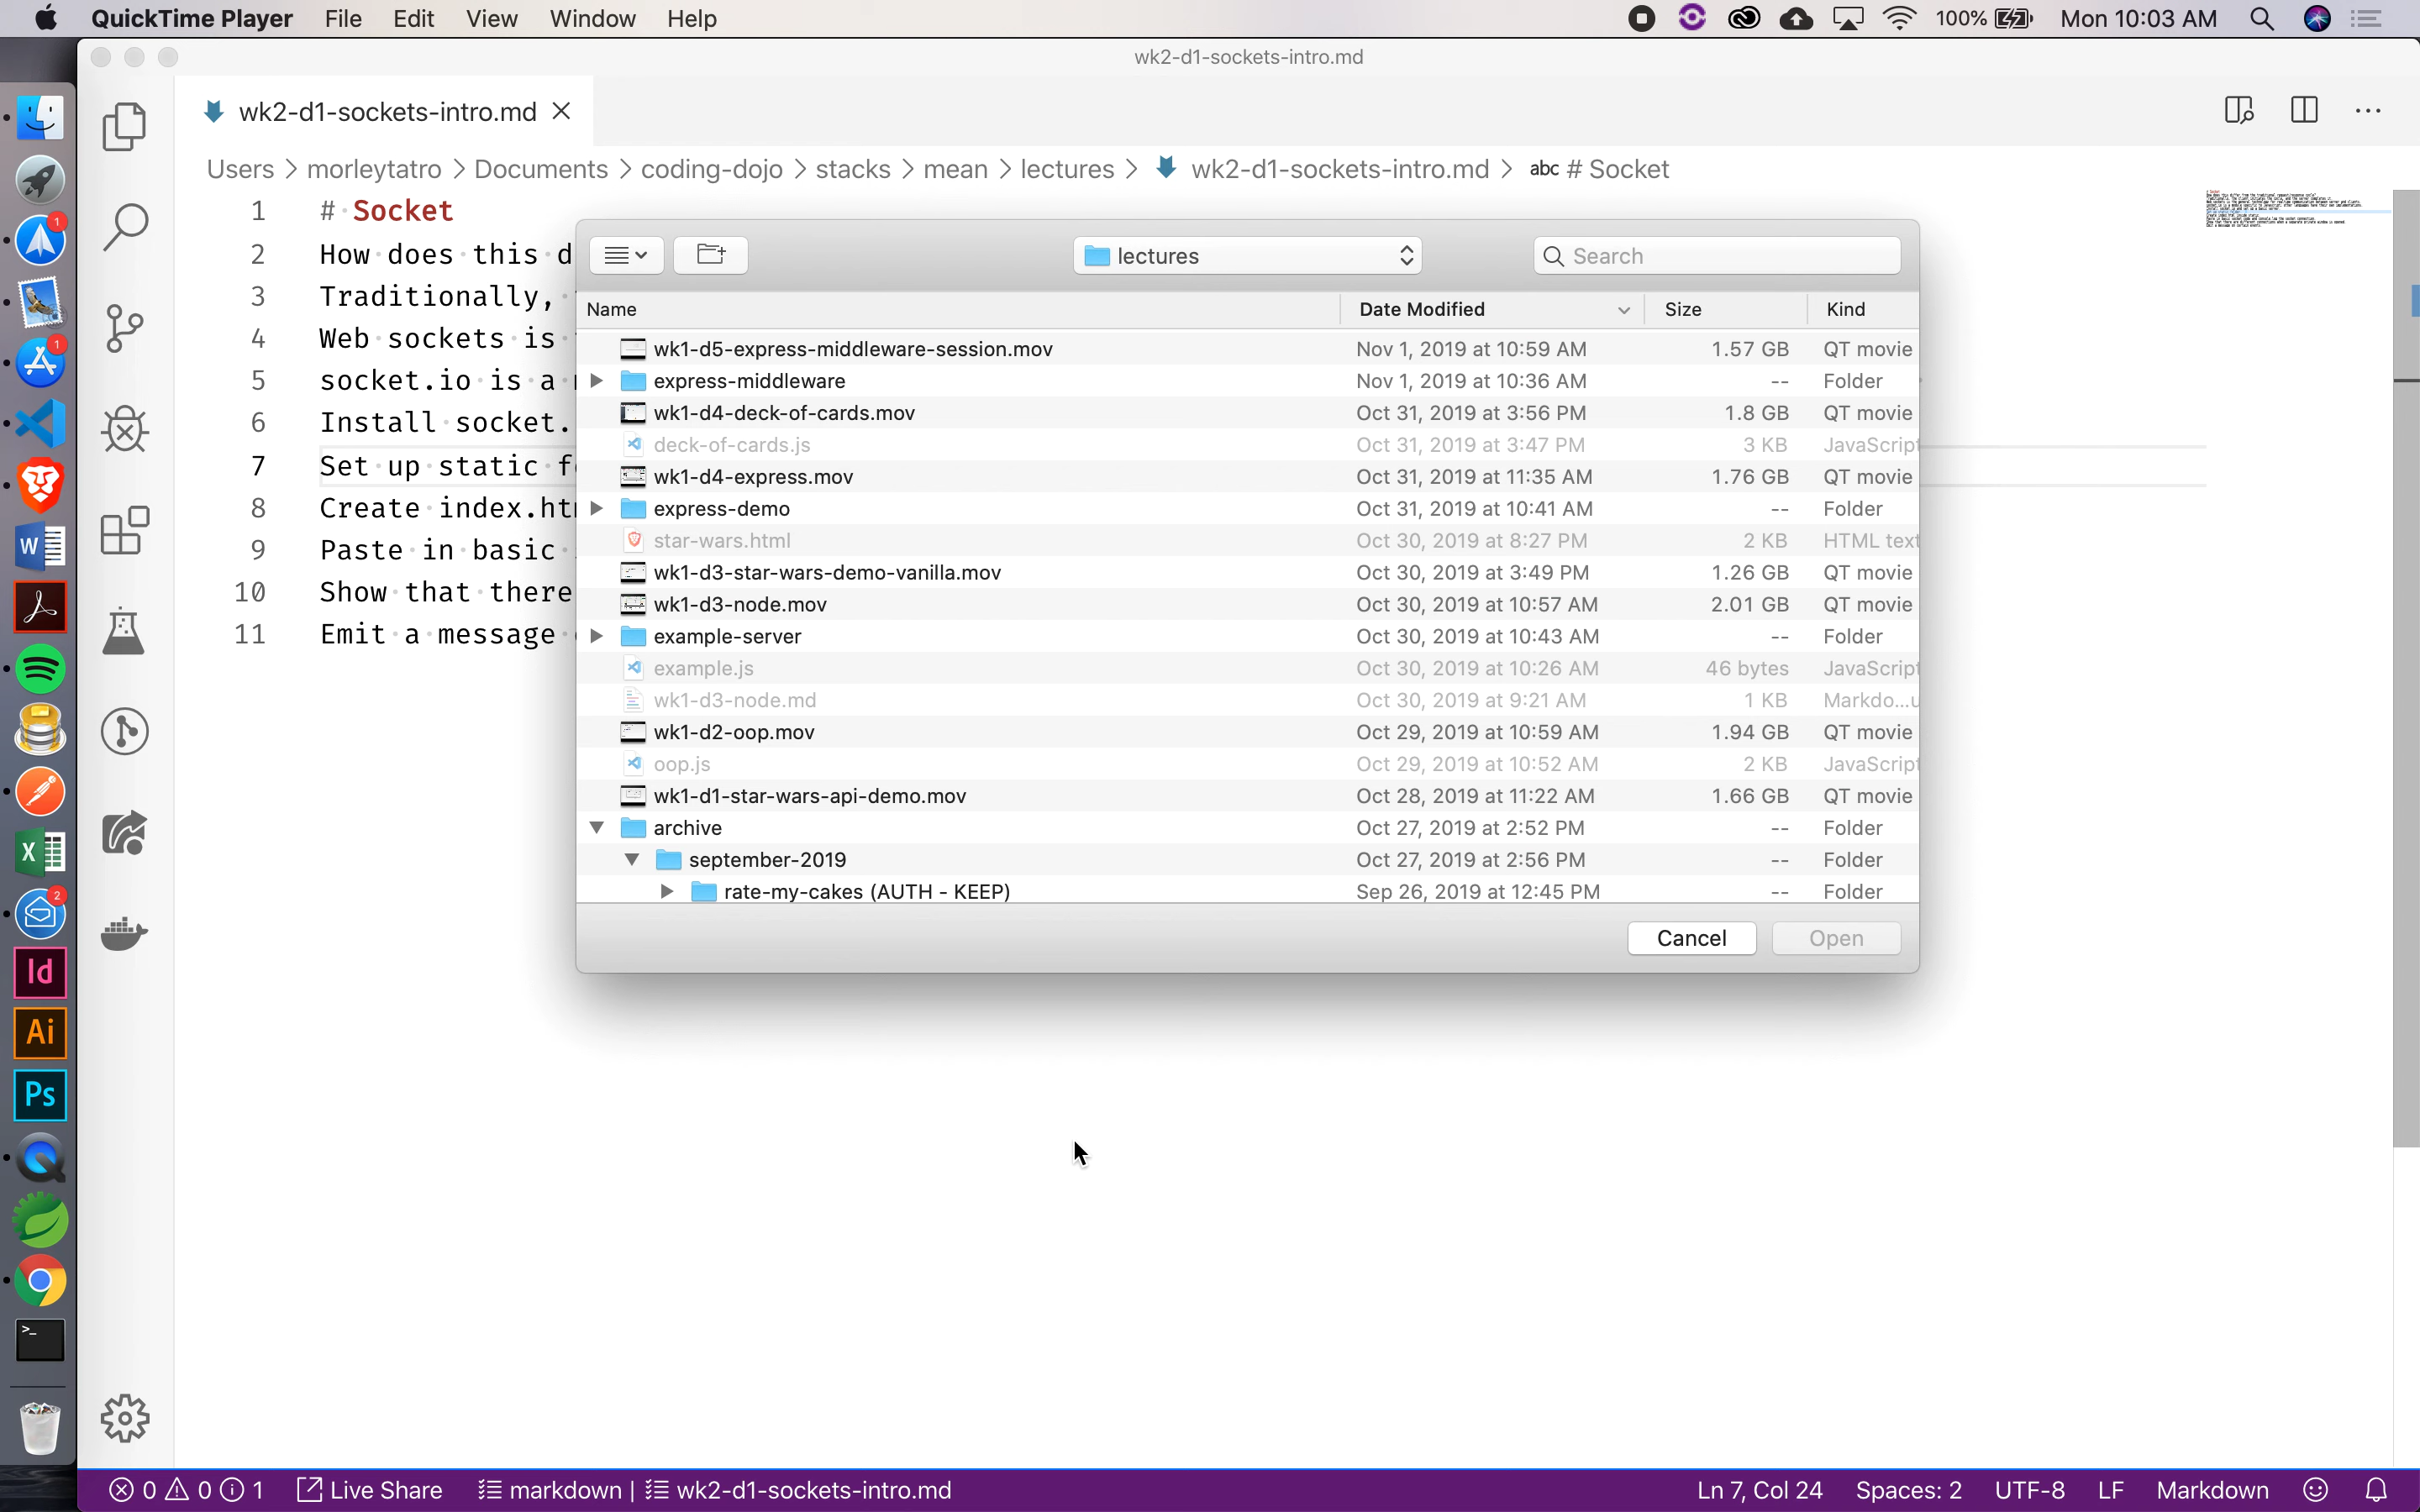 QuickTime Player File Edit View Window Help 100% Mon 10:03 AM
wk2-d1-sockets-intro.md
wk2-d1-sockets-intro.md
Users > morleytatro > Documents > coding-dojo > stacks > mean > lectures > wk2-d1-sockets-intro.md > abc # Socket
1 # Socket
2 How does this d
3 Traditionally,
4 Web sockets is
5 socket.io is a
6 Install socket.
7 Set up static f
8 Create index.ht
9 Paste in basic
10 Show that there
11 Emit a message
lectures
Search
Name Date Modified Size Kind
wk1-d5-express-middleware-session.mov Nov 1, 2019 at 10:59 AM 1.57 GB QT movie
express-middleware Nov 1, 2019 at 10:36 AM -- Folder
wk1-d4-deck-of-cards.mov Oct 31, 2019 at 3:56 PM 1.8 GB QT movie
deck-of-cards.js Oct 31, 2019 at 3:47 PM 3 KB JavaScript
wk1-d4-express.mov Oct 31, 2019 at 11:35 AM 1.76 GB QT movie
express-demo Oct 31, 2019 at 10:41 AM -- Folder
star-wars.html Oct 30, 2019 at 8:27 PM 2 KB HTML text
wk1-d3-star-wars-demo-vanilla.mov Oct 30, 2019 at 3:49 PM 1.26 GB QT movie
wk1-d3-node.mov Oct 30, 2019 at 10:57 AM 2.01 GB QT movie
example-server Oct 30, 2019 at 10:43 AM -- Folder
example.js Oct 30, 2019 at 10:26 AM 46 bytes JavaScript
wk1-d3-node.md Oct 30, 2019 at 9:21 AM 1 KB Markdo...u
wk1-d2-oop.mov Oct 29, 2019 at 10:59 AM 1.94 GB QT movie
oop.js Oct 29, 2019 at 10:52 AM 2 KB JavaScript
wk1-d1-star-wars-api-demo.mov Oct 28, 2019 at 11:22 AM 1.66 GB QT movie
archive Oct 27, 2019 at 2:52 PM -- Folder
september-2019 Oct 27, 2019 at 2:56 PM -- Folder
rate-my-cakes (AUTH - KEEP) Sep 26, 2019 at 12:45 PM -- Folder
Cancel Open
0 0 1 Live Share markdown | wk2-d1-sockets-intro.md Ln 7, Col 24 Spaces: 2 UTF-8 LF Markdown